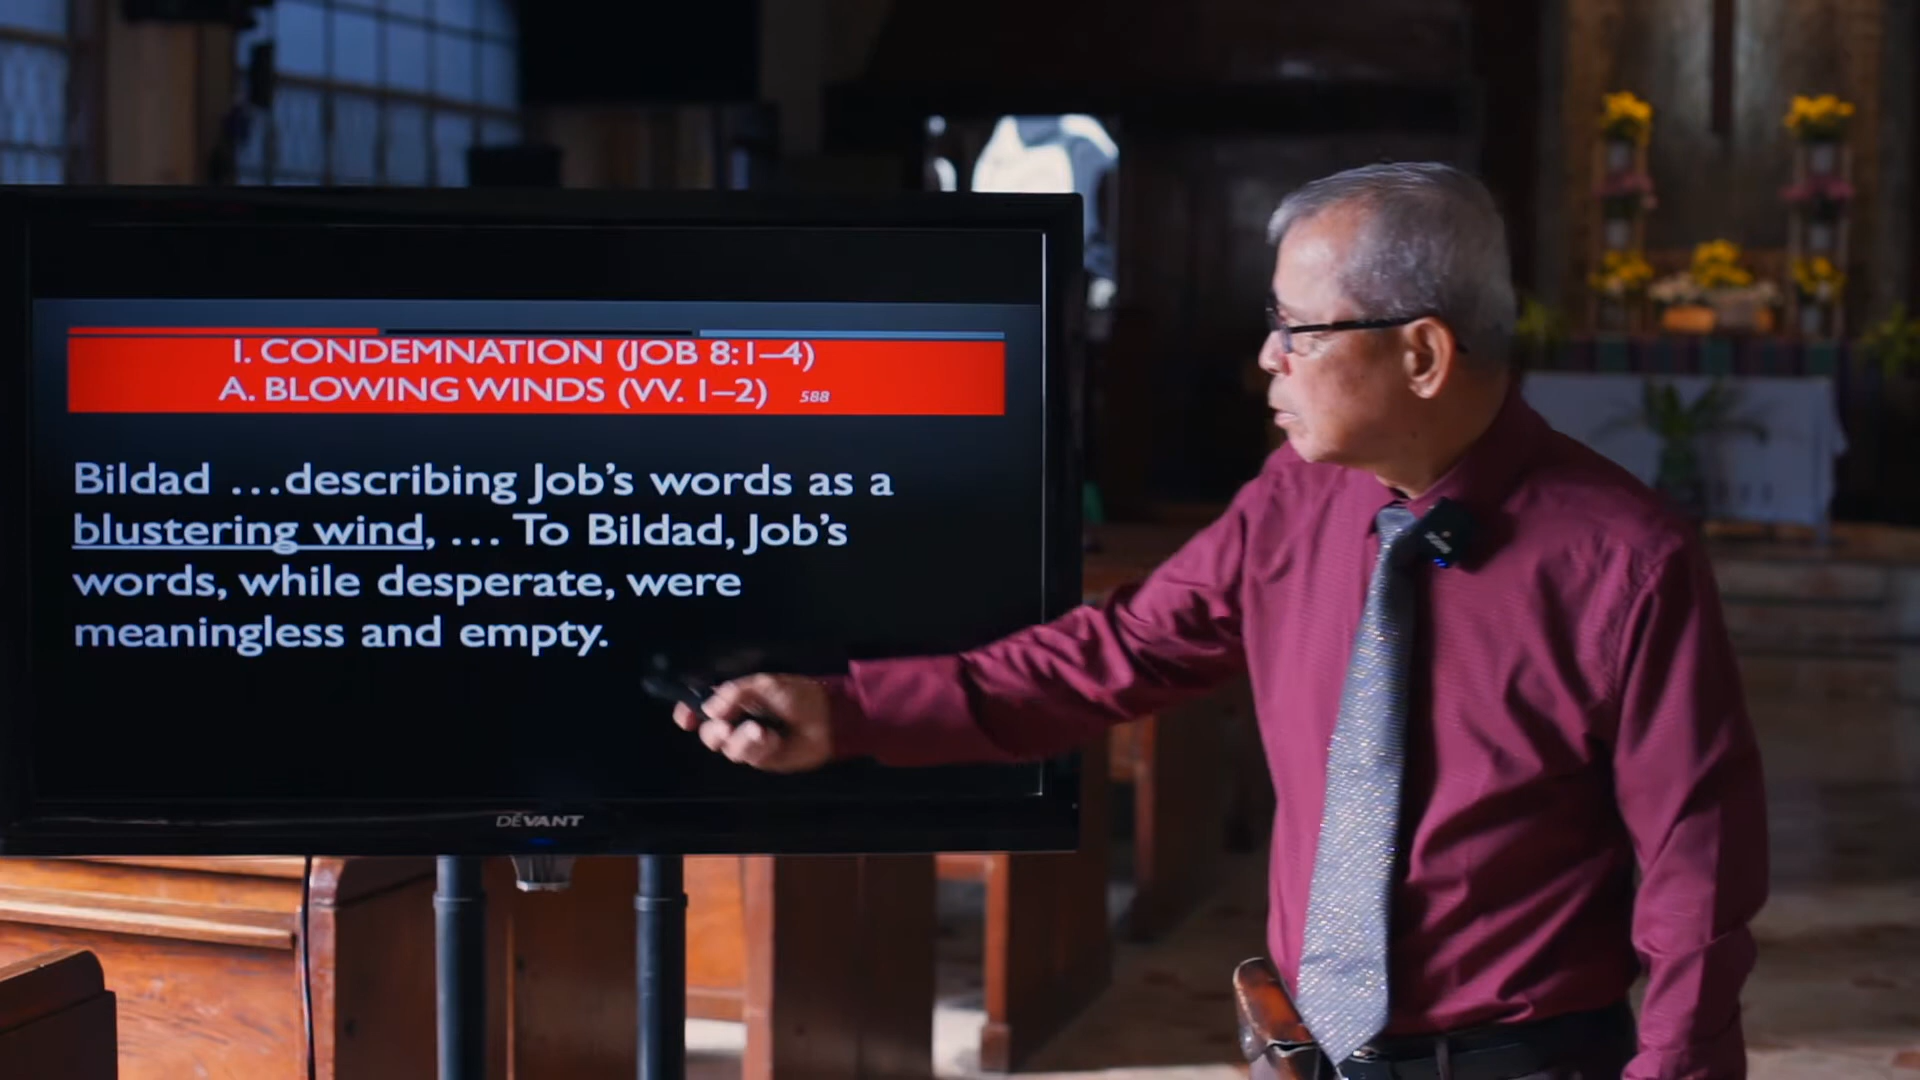 I. CONDEMNATION (JOB 8:1–4)
A. BLOWING WINDS (VV. 1–2) 588
Bildad …describing Job's words as a
blustering wind, … To Bildad, Job's
words, while desperate, were
meaningless and empty.
DEVANT